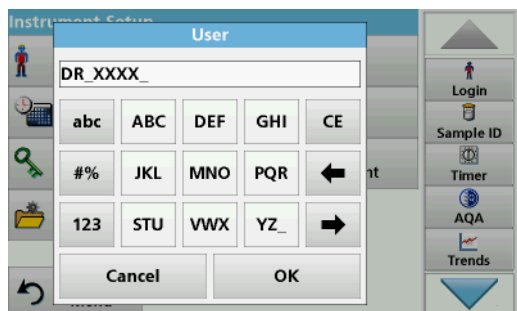 Instrument Setup
User
DR_XXXX_
abc ABC DEF GHI CE
#% JKL MNO PQR
123 STU VWX YZ_
Cancel OK
nt
Menu
Login
Sample ID
Timer
AQA
Trends